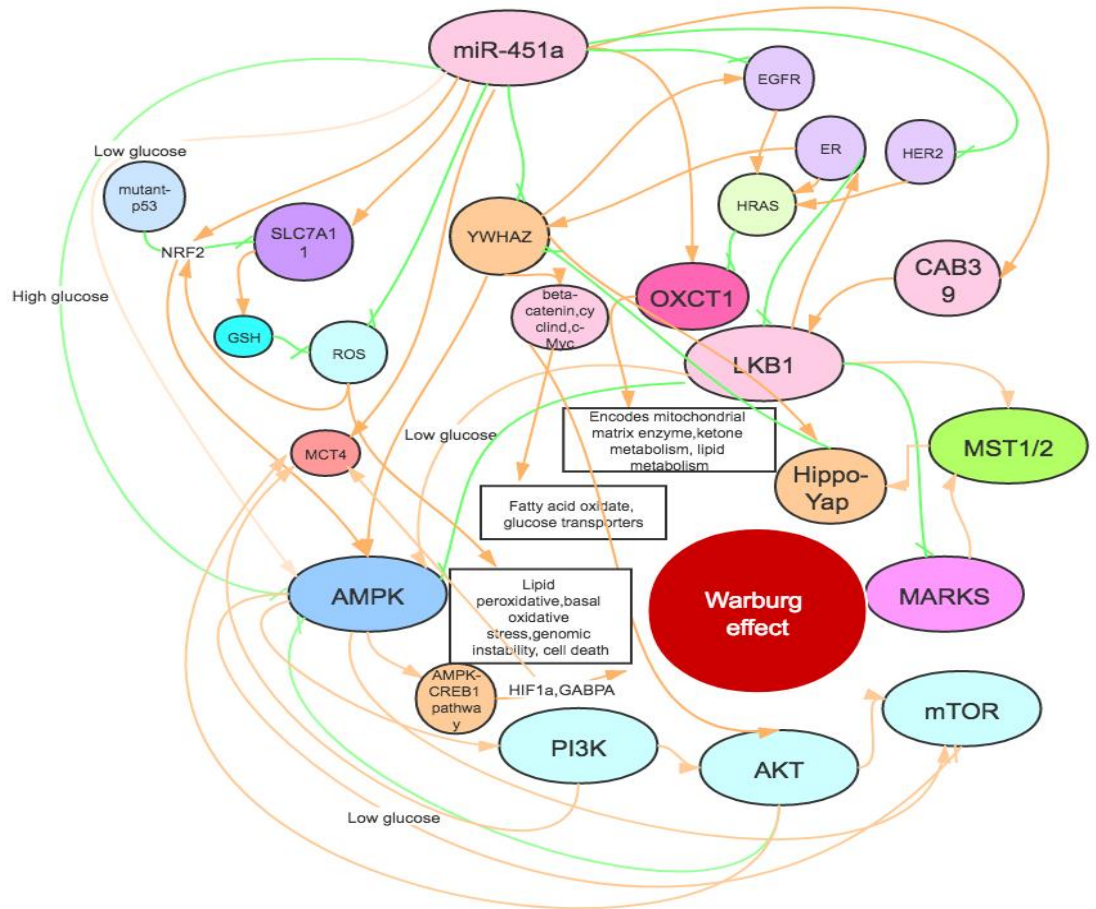 miR-451a
EGFR
Low glucose
ER
HER2
mutant-
p53
HRAS
SLC7A1
1
YWHAZ
NRF2
CAB3
9
High glucose
OXCT1
beta-
catenin,cy
clind,c-
Myc
GSH
ROS
LKB1
Low glucose
Encodes mitochondrial
matrix enzyme,ketone
metabolism, lipid
metabolism
MCT4
MST1/2
Hippo-
Yap
Fatty acid oxidate,
glucose transporters
AMPK
Lipid
peroxidative,basal
oxidative
stress,genomic
instability, cell death
Warburg
effect
MARKS
AMPK-
CREB1
pathwa
y
HIF1a,GABPA
mTOR
PI3K
AKT
Low glucose